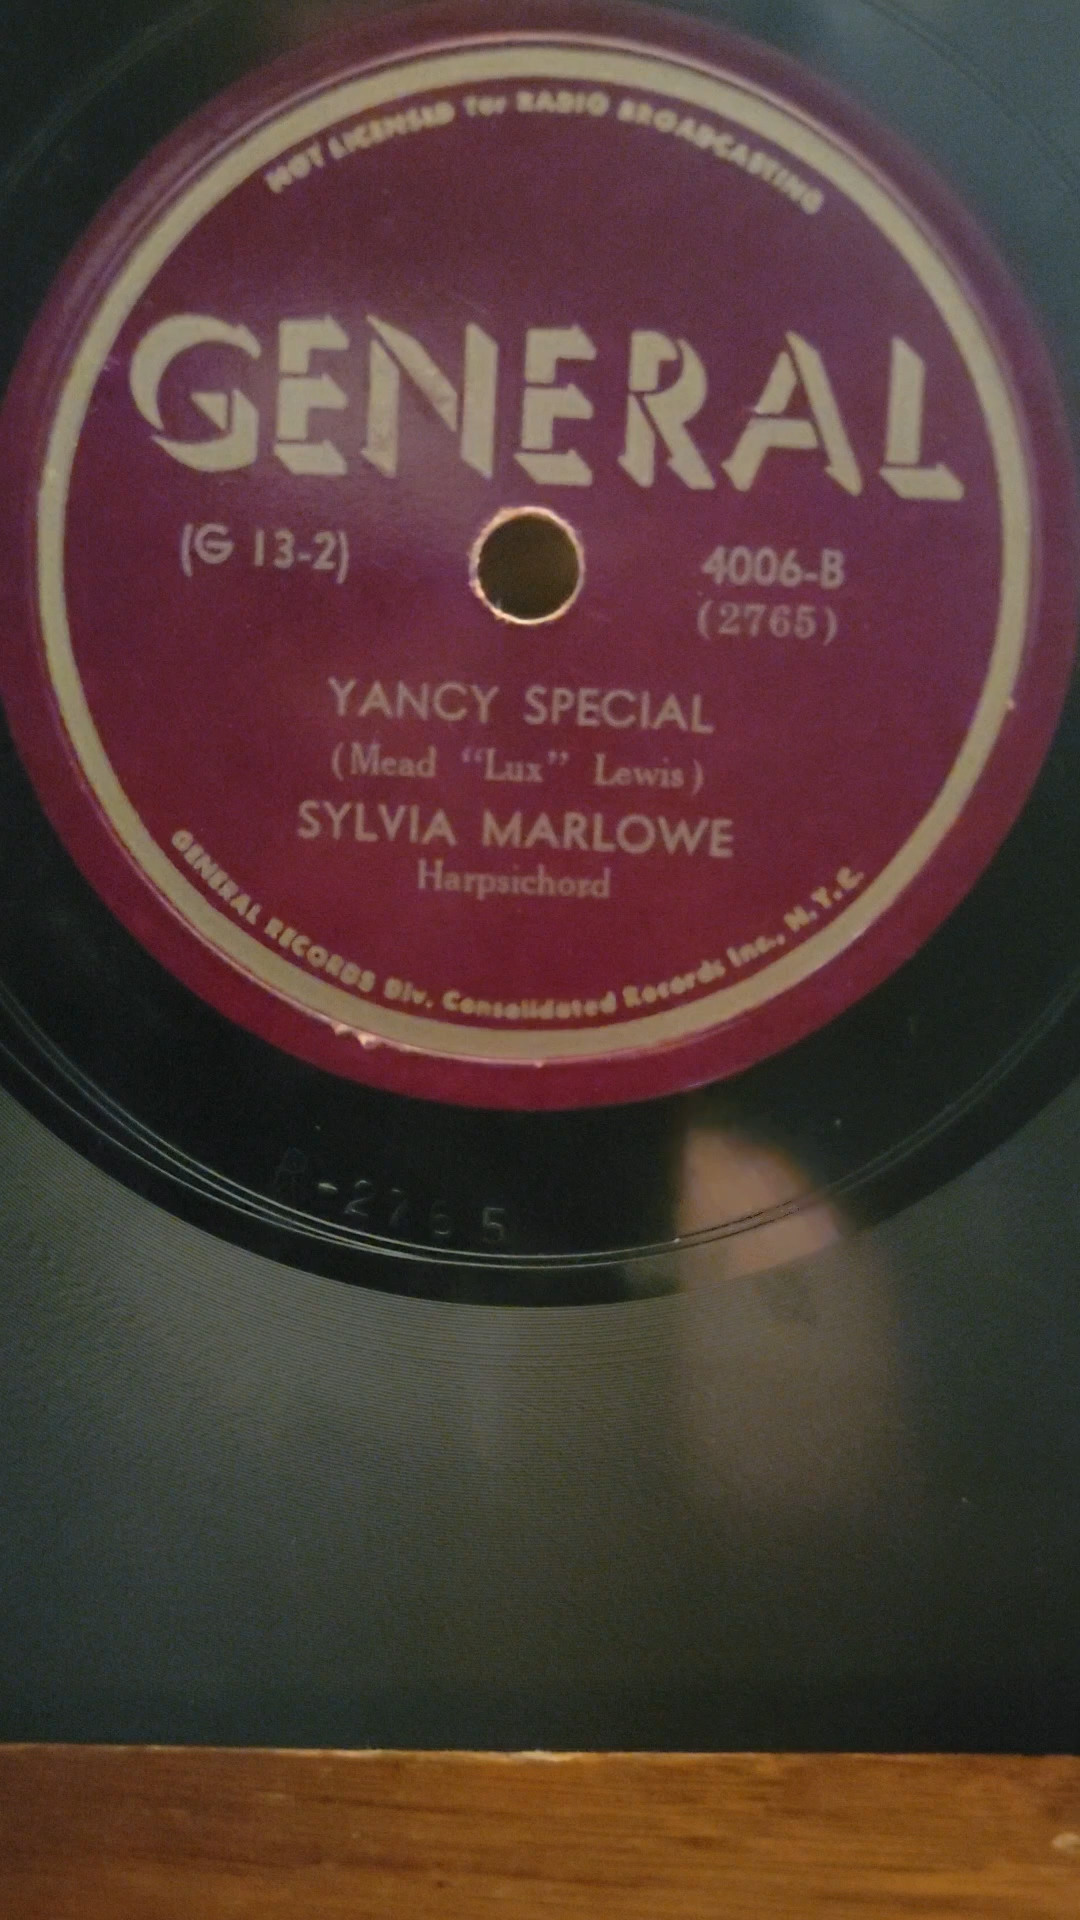 NOT LICENSED for RADIO BROADCASTING
GENERAL
(G 13-2)
4006-B
(2765)
YANCY SPECIAL
(Mead "Lux" Lewis)
SYLVIA MARLOWE
Harpsichord
GENERAL RECORDS Div. Consolidated Records Inc., N.Y.C.
R-2765